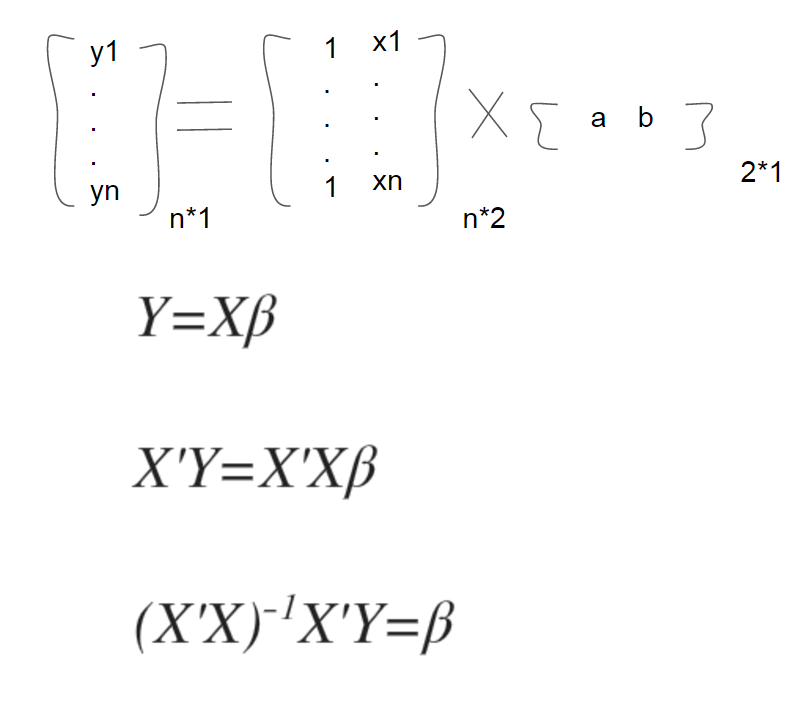 y1 1 x1
. . .
. . . × { a b }
. . .
yn = 1 xn 2*1
n*1 n*2
Y=Xβ
X'Y=X'Xβ
(X'X)⁻¹X'Y=β